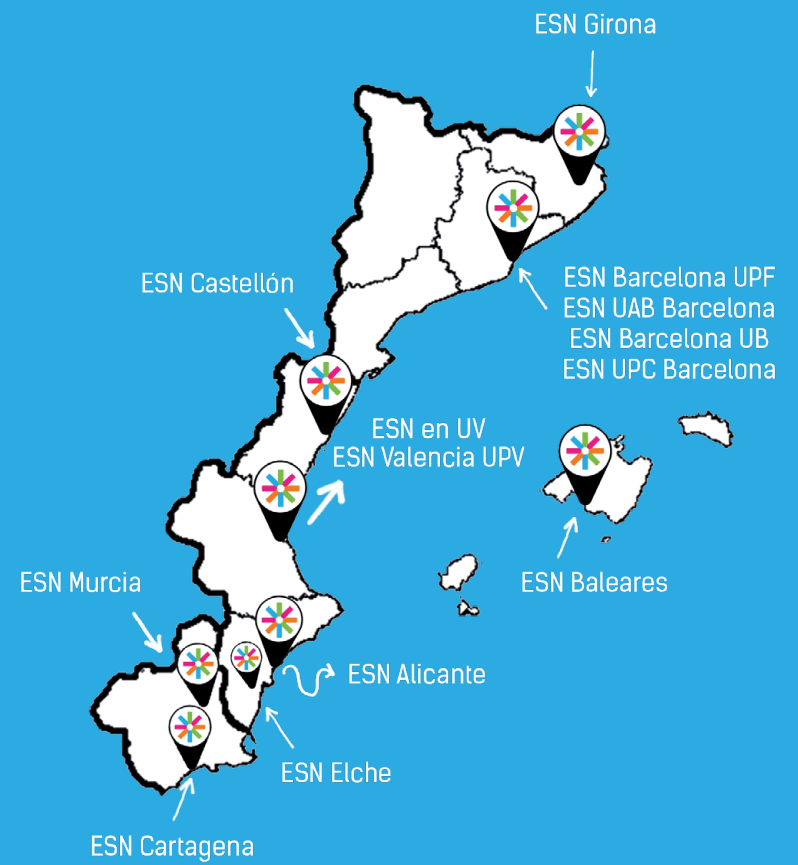 ESN Girona
ESN Castellón
ESN Barcelona UPF
ESN UAB Barcelona
ESN Barcelona UB
ESN UPC Barcelona
ESN en UV
ESN Valencia UPV
ESN Murcia
ESN Baleares
ESN Alicante
ESN Elche
ESN Cartagena